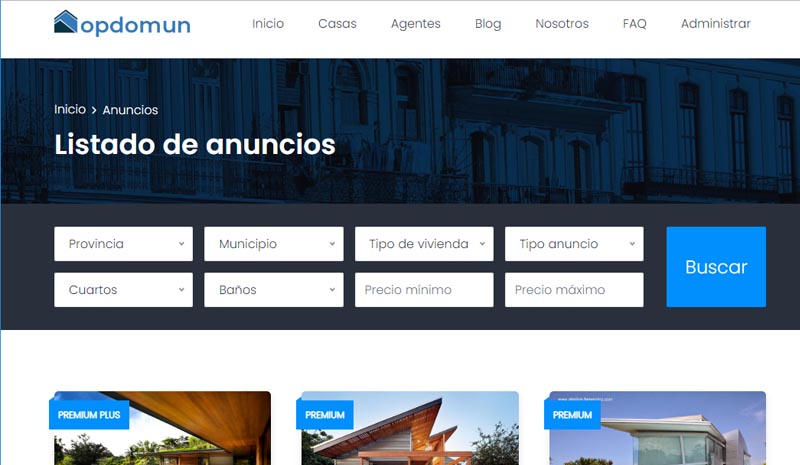 opdomun
Inicio Casas Agentes Blog Nosotros FAQ Administrar
Inicio > Anuncios
Listado de anuncios
Provincia Municipio Tipo de vivienda Tipo anuncio
Buscar
Cuartos Baños Precio mínimo Precio máximo
PREMIUM PLUS PREMIUM PREMIUM